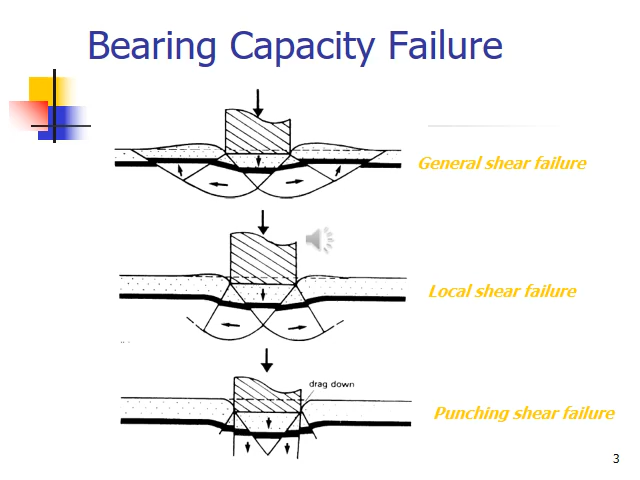 Bearing Capacity Failure
General shear failure
Local shear failure
drag down
Punching shear failure
3